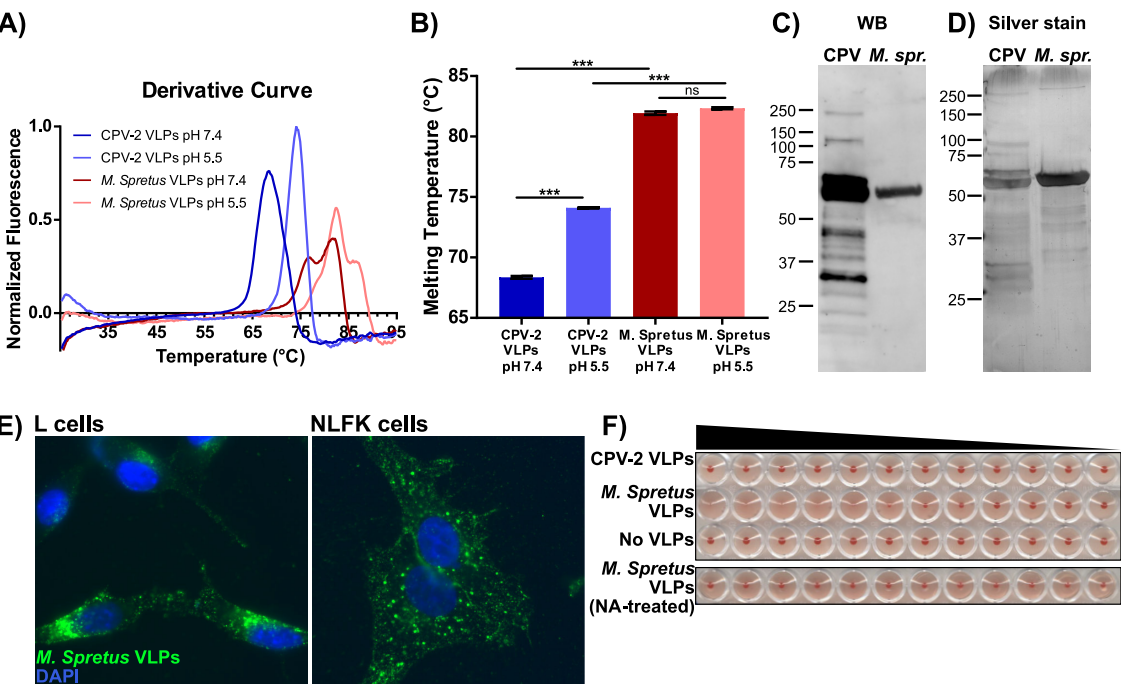 A)
Derivative Curve
Normalized Fluorescence
1.0
0.5
0.0
CPV-2 VLPs pH 7.4
CPV-2 VLPs pH 5.5
M. Spretus VLPs pH 7.4
M. Spretus VLPs pH 5.5
35 45 55 65 75 85 95
Temperature (°C)
B)
Melting Temperature (°C)
85
80
75
70
65
***
***
ns
***
CPV-2 VLPs pH 7.4
CPV-2 VLPs pH 5.5
M. Spretus VLPs pH 7.4
M. Spretus VLPs pH 5.5
C)
WB
CPV M. spr.
250
150
100
75
50
37
25
D)
Silver stain
CPV M. spr.
250
150
100
75
50
37
25
E)
L cells
NLFK cells
M. Spretus VLPs
DAPI
F)
CPV-2 VLPs
M. Spretus
VLPs
No VLPs
M. Spretus
VLPs
(NA-treated)